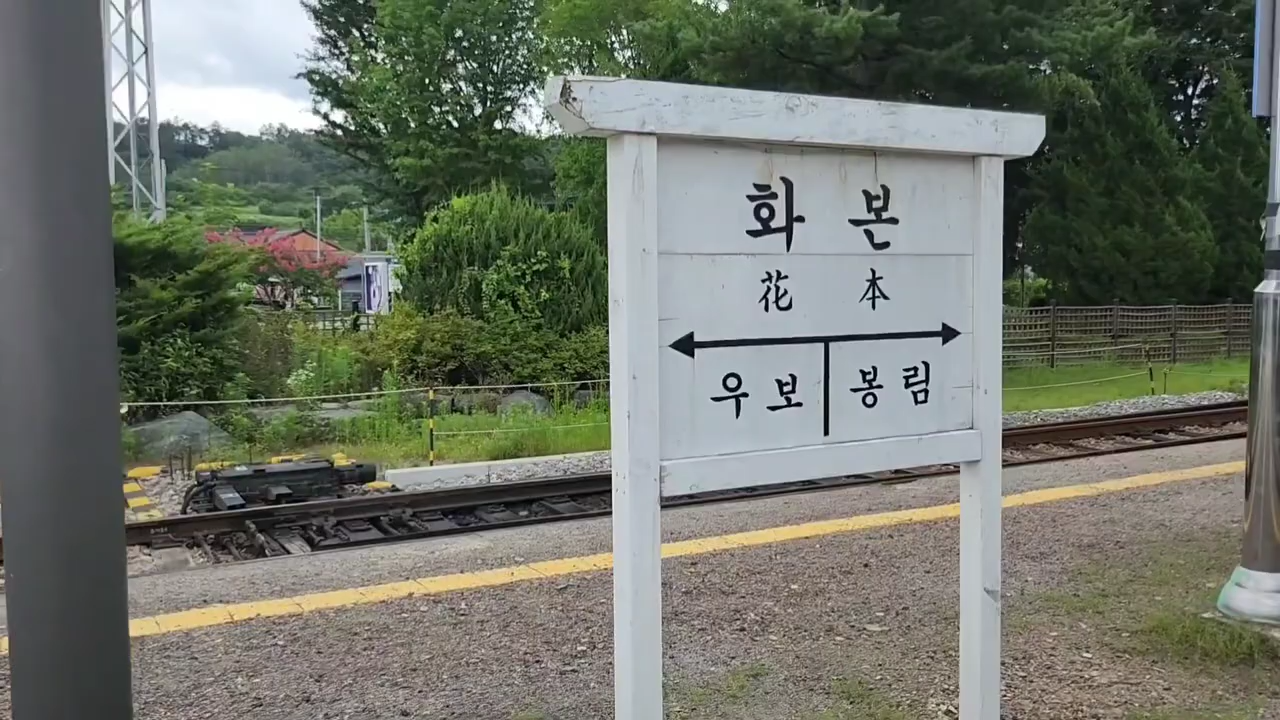 화 본
花 本
우 보 봉 림